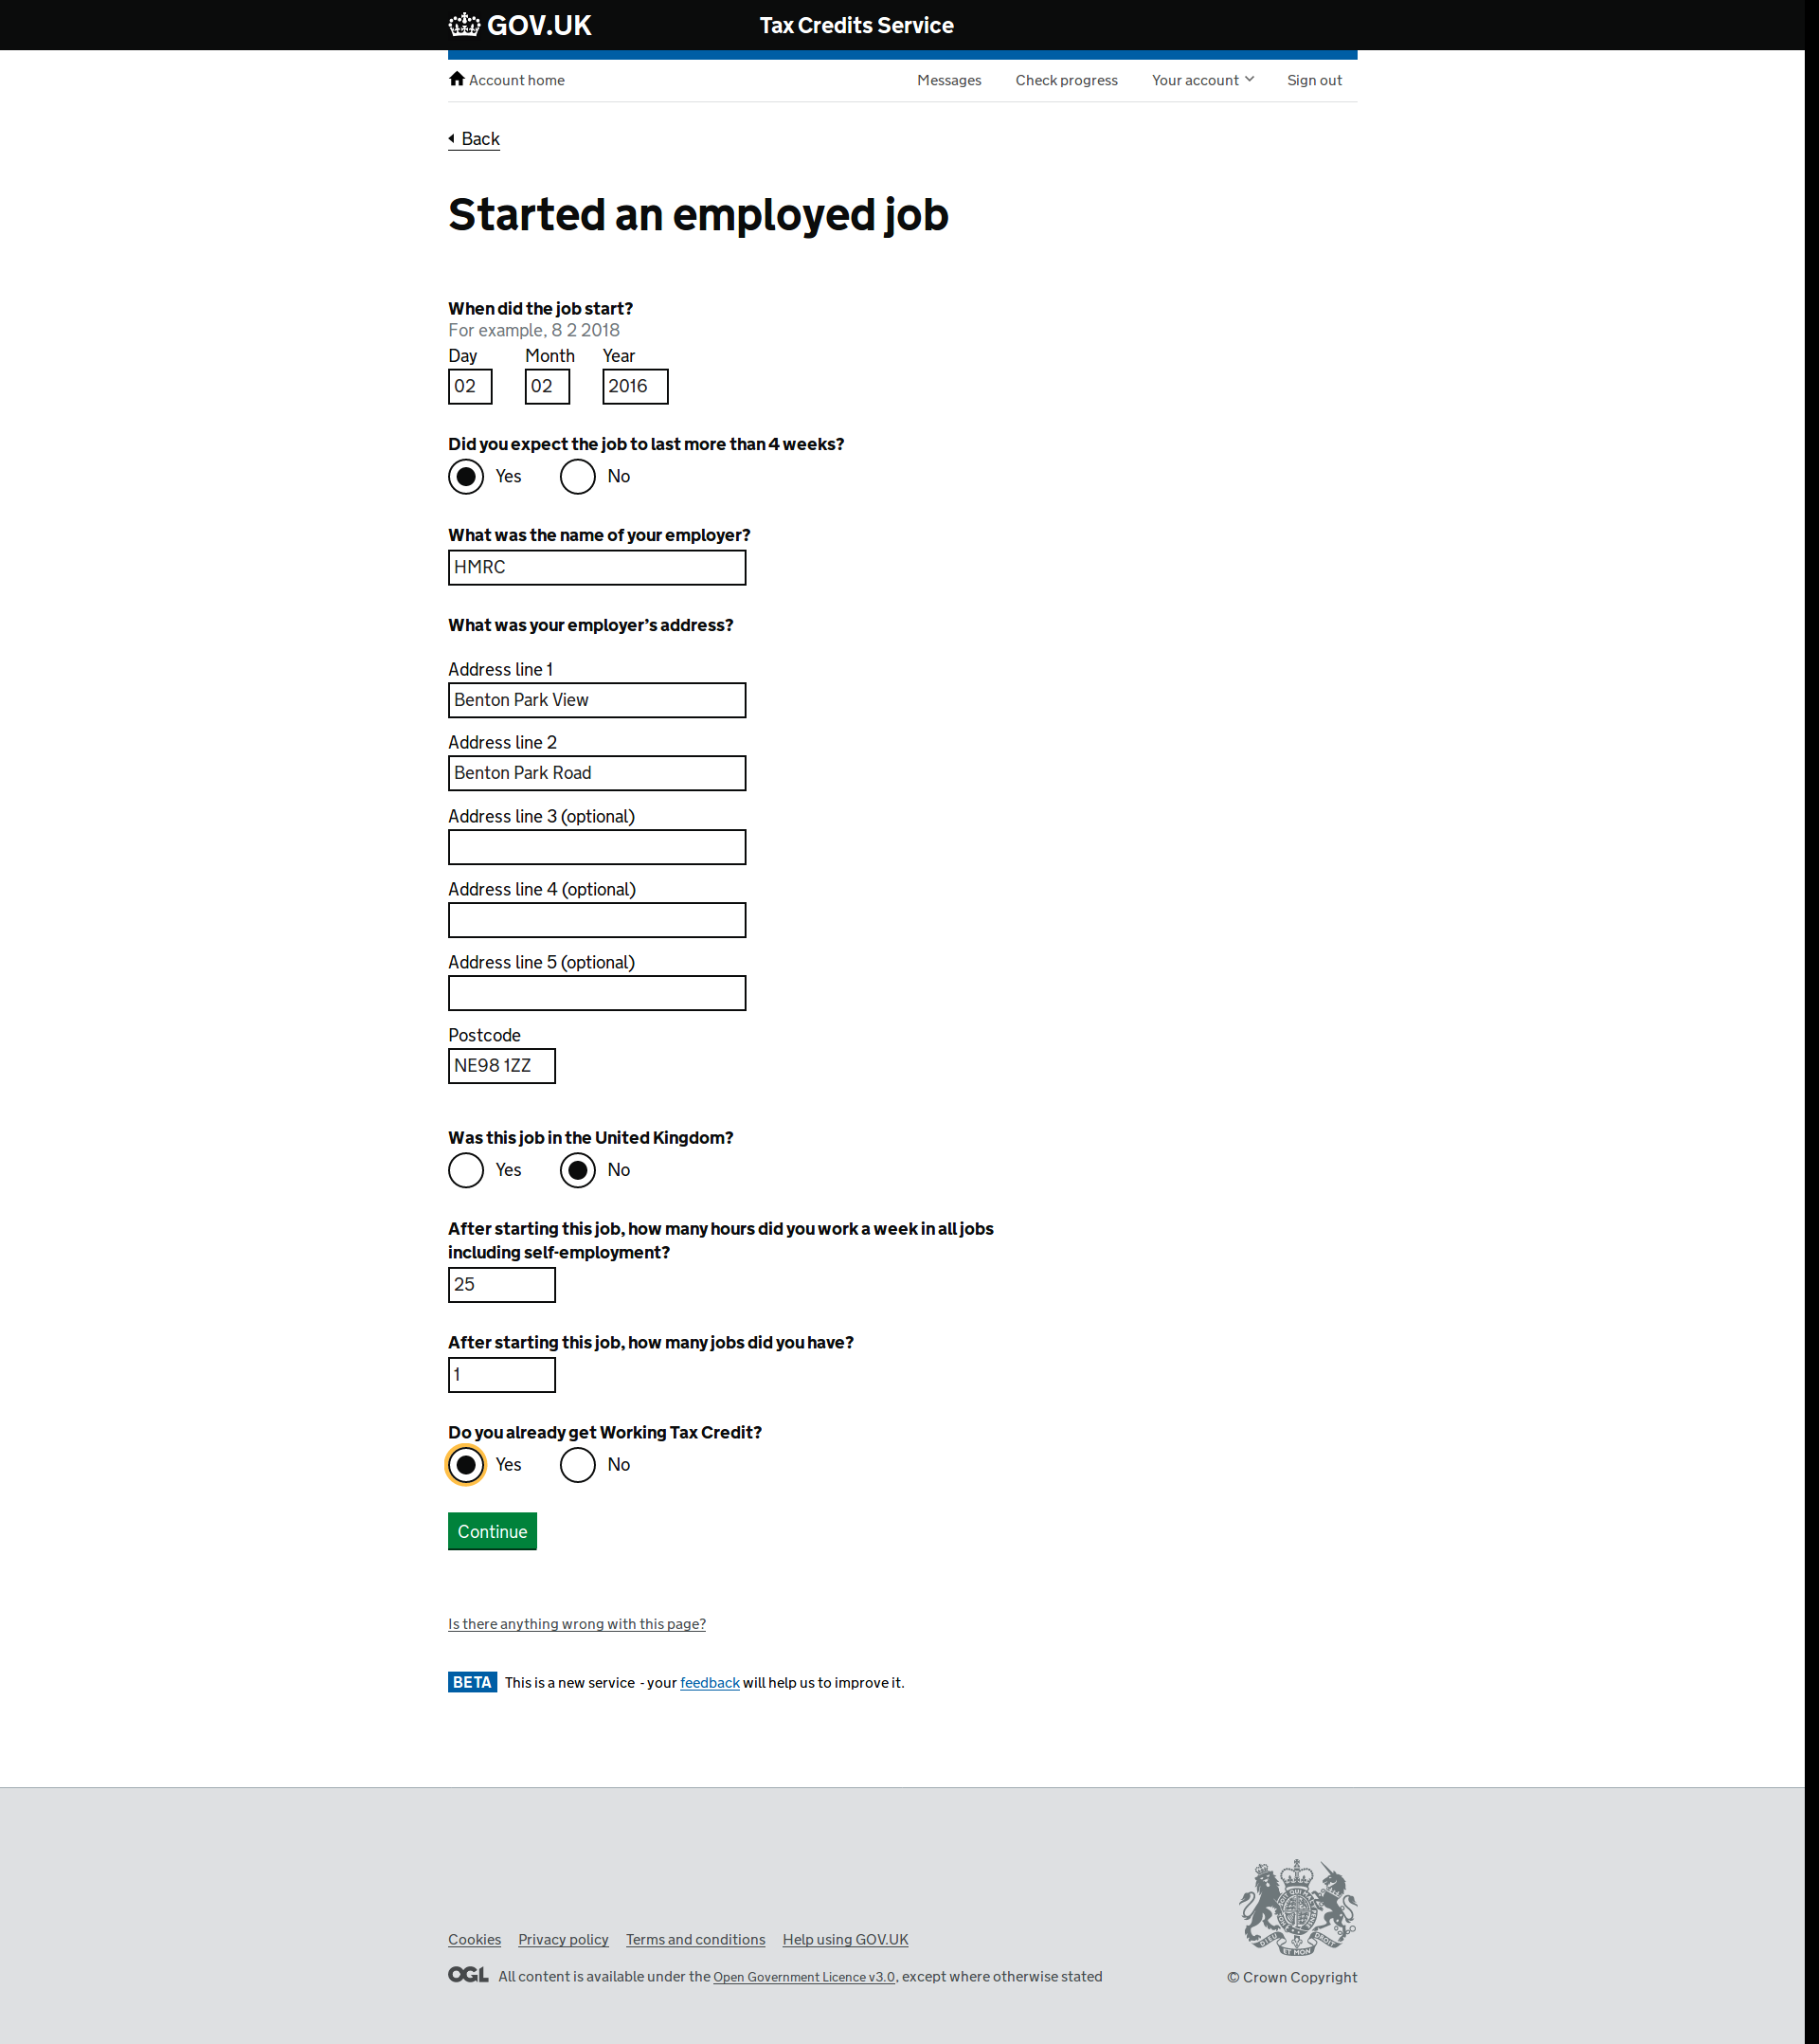 GOV.UK
Tax Credits Service
Account home
Messages
Check progress
Your account
Sign out
Back
Started an employed job
When did the job start?
For example, 8 2 2018
Day Month Year
02 02 2016
Did you expect the job to last more than 4 weeks?
Yes No
What was the name of your employer?
HMRC
What was your employer’s address?
Address line 1
Benton Park View
Address line 2
Benton Park Road
Address line 3 (optional)
Address line 4 (optional)
Address line 5 (optional)
Postcode
NE98 1ZZ
Was this job in the United Kingdom?
Yes No
After starting this job, how many hours did you work a week in all jobs
including self-employment?
25
After starting this job, how many jobs did you have?
1
Do you already get Working Tax Credit?
Yes No
Continue
Is there anything wrong with this page?
BETA This is a new service - your feedback will help us to improve it.
Cookies Privacy policy Terms and conditions Help using GOV.UK
OGL All content is available under the Open Government Licence v3.0, except where otherwise stated
© Crown Copyright